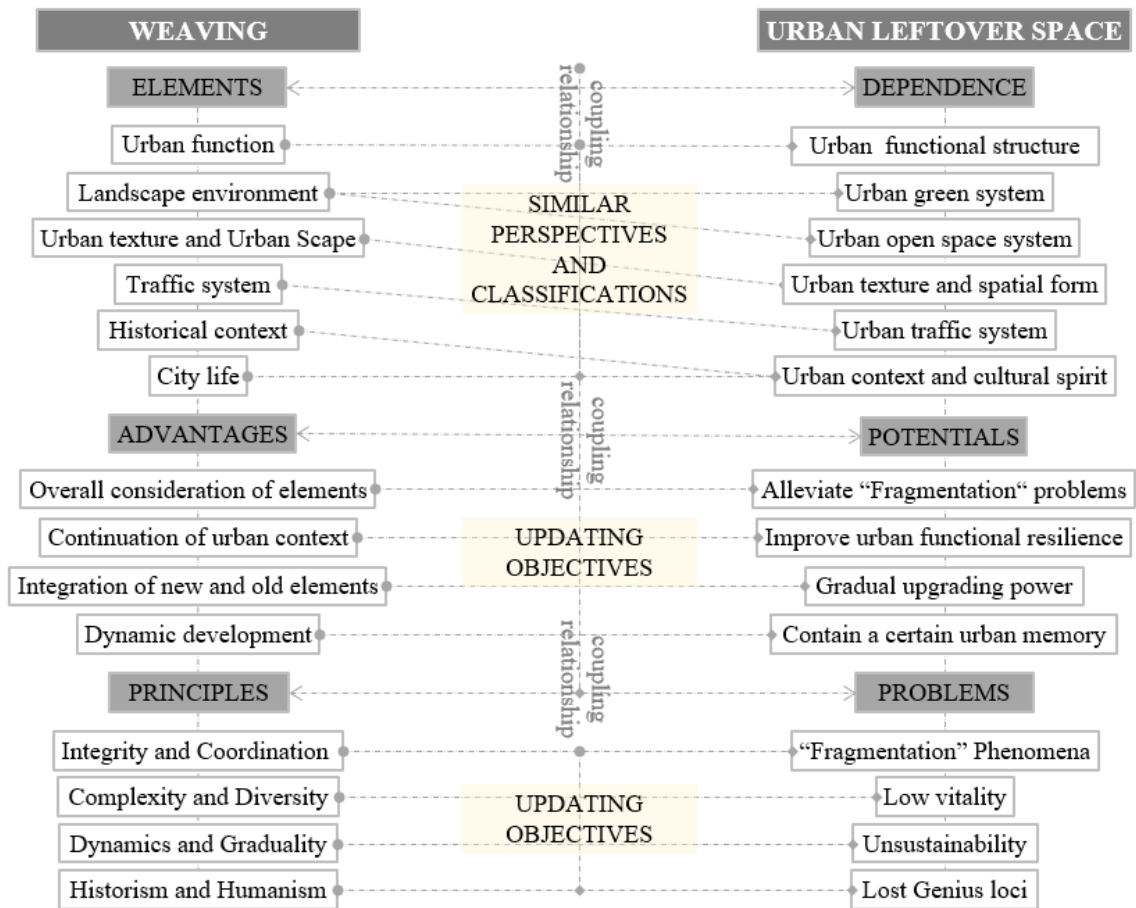 WEAVING
URBAN LEFTOVER SPACE
ELEMENTS
coupling
relationship
DEPENDENCE
Urban function
Urban functional structure
Landscape environment
Urban green system
SIMILAR
PERSPECTIVES
AND
CLASSIFICATIONS
Urban texture and Urban Scape
Urban open space system
Traffic system
Urban texture and spatial form
Historical context
Urban traffic system
City life
Urban context and cultural spirit
ADVANTAGES
coupling
relationship
POTENTIALS
Overall consideration of elements
Alleviate “Fragmentation“ problems
Continuation of urban context
UPDATING
OBJECTIVES
Improve urban functional resilience
Integration of new and old elements
Gradual upgrading power
Dynamic development
Contain a certain urban memory
PRINCIPLES
coupling
relationship
PROBLEMS
Integrity and Coordination
“Fragmentation” Phenomena
Complexity and Diversity
UPDATING
OBJECTIVES
Low vitality
Dynamics and Graduality
Unsustainability
Historism and Humanism
Lost Genius loci